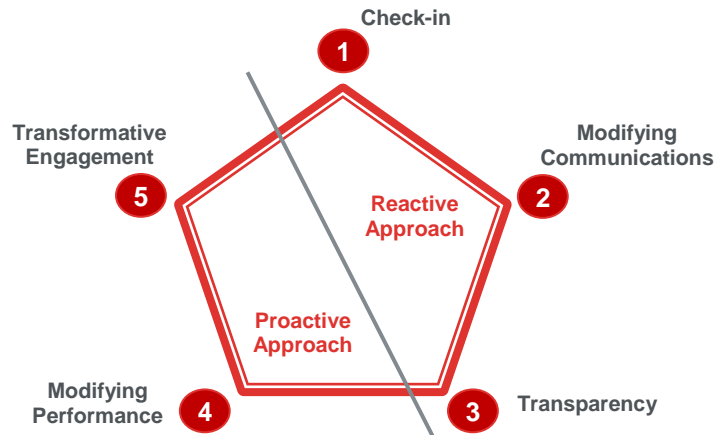 Check-in
1
Modifying
Communications
2
Transparency
3
Modifying
Performance
4
Transformative
Engagement
5
Reactive
Approach
Proactive
Approach